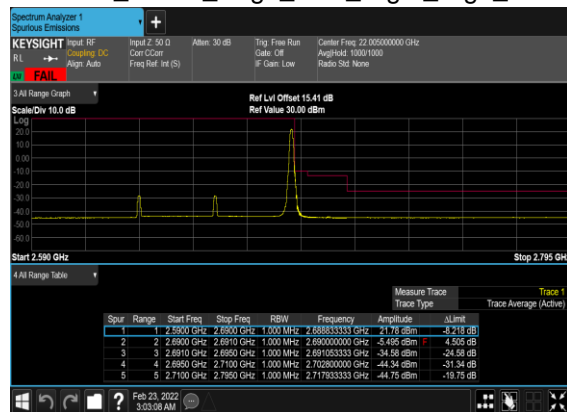 Spectrum Analyzer 1
Spurious Emissions
+
KEYSIGHT Input: RF Input Z: 50 Ω Atten: 30 dB Trig: Free Run Center Freq: 22.005000000 GHz
RL Coupling: DC Corr CCorr Gate: Off Avg|Hold: 1000/1000
Align: Auto Freq Ref: Int (S) IF Gain: Low Radio Std: None
LW FAIL
3 All Range Graph
Ref Lvl Offset 15.41 dB
Scale/Div 10.0 dB Ref Value 30.00 dBm
Log
20.0
10.0
0.00
-10.0
-20.0
-30.0
-40.0
-50.0
-60.0
Start 2.590 GHz Stop 2.795 GH
4 All Range Table
Measure Trace Trace 1
Trace Type Trace Average (Active)
Spur Range Start Freq Stop Freq RBW Frequency Amplitude ΔLimit
1 1 2.5900 GHz 2.6900 GHz 1.000 MHz 2.688833333 GHz 21.78 dBm -8.218 dB
2 2 2.6900 GHz 2.6910 GHz 1.000 MHz 2.690000000 GHz -5.495 dBm F 4.505 dB
3 3 2.6910 GHz 2.6950 GHz 1.000 MHz 2.691053333 GHz -34.58 dBm -24.58 dB
4 4 2.6950 GHz 2.7100 GHz 1.000 MHz 2.702800000 GHz -44.34 dBm -31.34 dB
5 5 2.7100 GHz 2.7950 GHz 1.000 MHz 2.717933333 GHz -44.75 dBm -19.75 dB
? Feb 23, 2022
3:03:08 AM